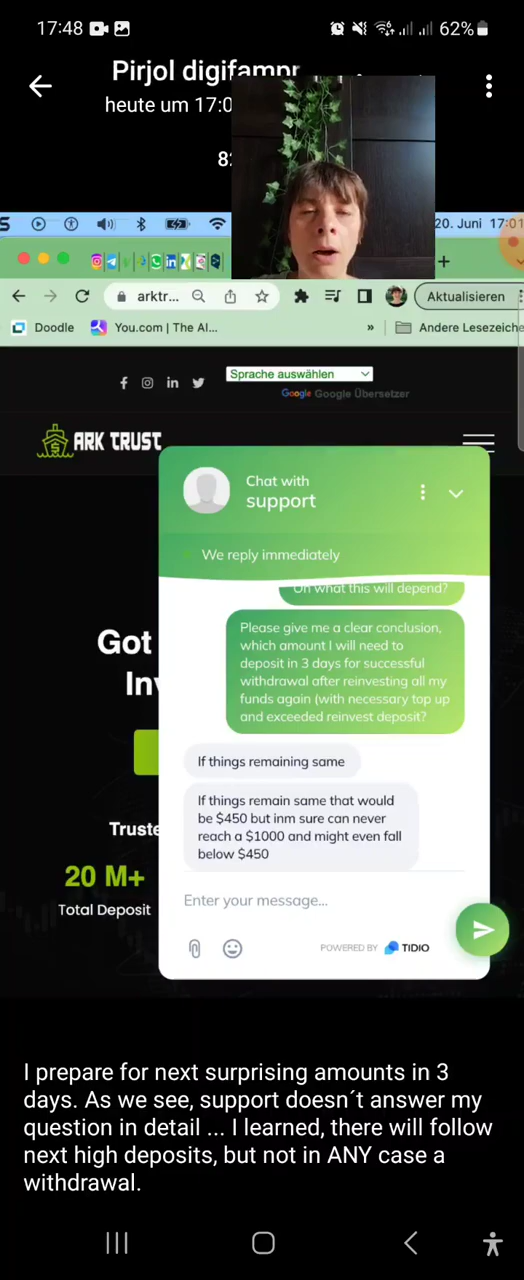 17:48
62%
Pirjol
heute um 17:0
20. Juni 17:01
arktr...
Aktualisieren
Doodle
You.com | The AI...
»
Andere Lesezeiche
Sprache auswählen
Google Google Übersetzer
ARK TRUST
Chat with
support
We reply immediately
On what this will depend?
Please give me a clear conclusion,
which amount I will need to
deposit in 3 days for successful
withdrawal after reinvesting all my
funds again (with necessary top up
and exceeded reinvest deposit?
Got
Inv
If things remaining same
If things remain same that would
be $450 but inm sure can never
reach a $1000 and might even fall
below $450
Truste
20 M+
Total Deposit
Enter your message...
POWERED BY TIDIO
I prepare for next surprising amounts in 3
days. As we see, support doesn´t answer my
question in detail ... I learned, there will follow
next high deposits, but not in ANY case a
withdrawal.